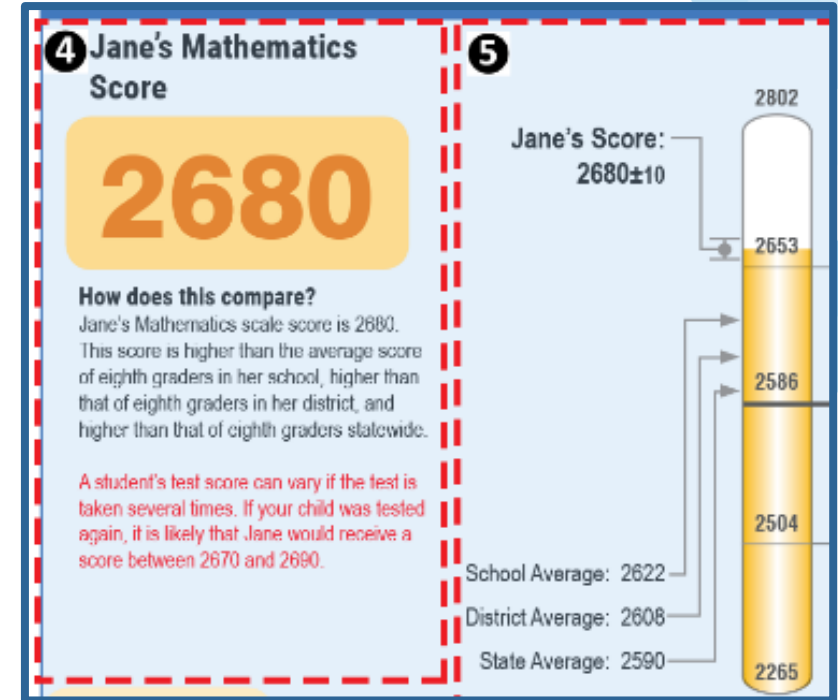 4 Jane's Mathematics
Score
2680
How does this compare?
Jane's Mathematics scale score is 2680.
This score is higher than the average score
of eighth graders in her school, higher than
that of eighth graders in her district, and
higher than that of eighth graders statewide.
A student's test score can vary if the test is
taken several times. If your child was tested
again, it is likely that Jane would receive a
score between 2670 and 2690.
5
2802
Jane's Score:
2680±10
2653
2586
2504
School Average: 2622
District Average: 2608
State Average: 2590
2265